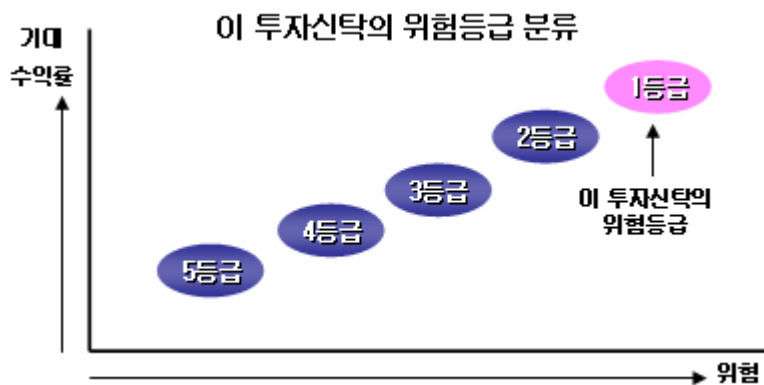 이 투자신탁의 위험등급 분류
기대
수익률
1등급
2등급
3등급
4등급
5등급
이 투자신탁의
위험등급
위험